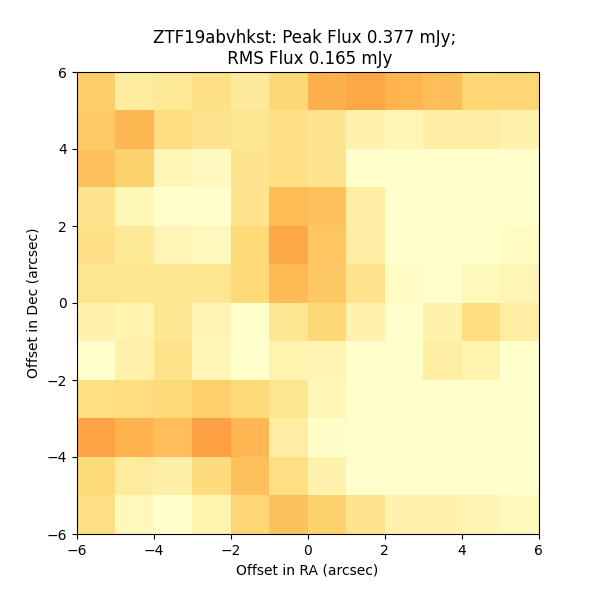 ZTF19abvhkst: Peak Flux 0.377 mJy;
RMS Flux 0.165 mJy
6
4
2
0
−2
−4
−6
Offset in Dec (arcsec)
−6 −4 −2 0 2 4 6
Offset in RA (arcsec)